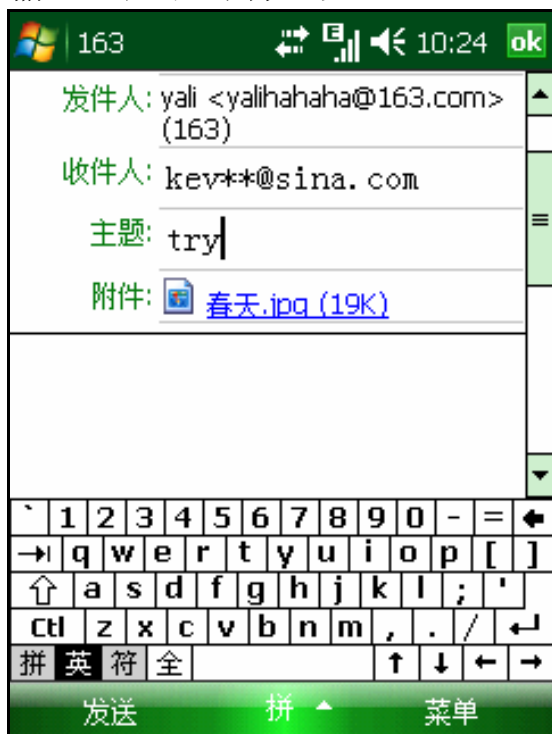 163 E 10:24 ok
发件人: yali <yalihahaha@163.com>
(163)
收件人: kev**@sina.com
主题: try
附件: 春天.jpg (19K)
` 1 2 3 4 5 6 7 8 9 0 - =
q w e r t y u i o p [ ]
a s d f g h j k l ; '
Ctl z x c v b n m , . /
拼 英 符 全 ↑ ↓ ← →
发送 拼 菜单